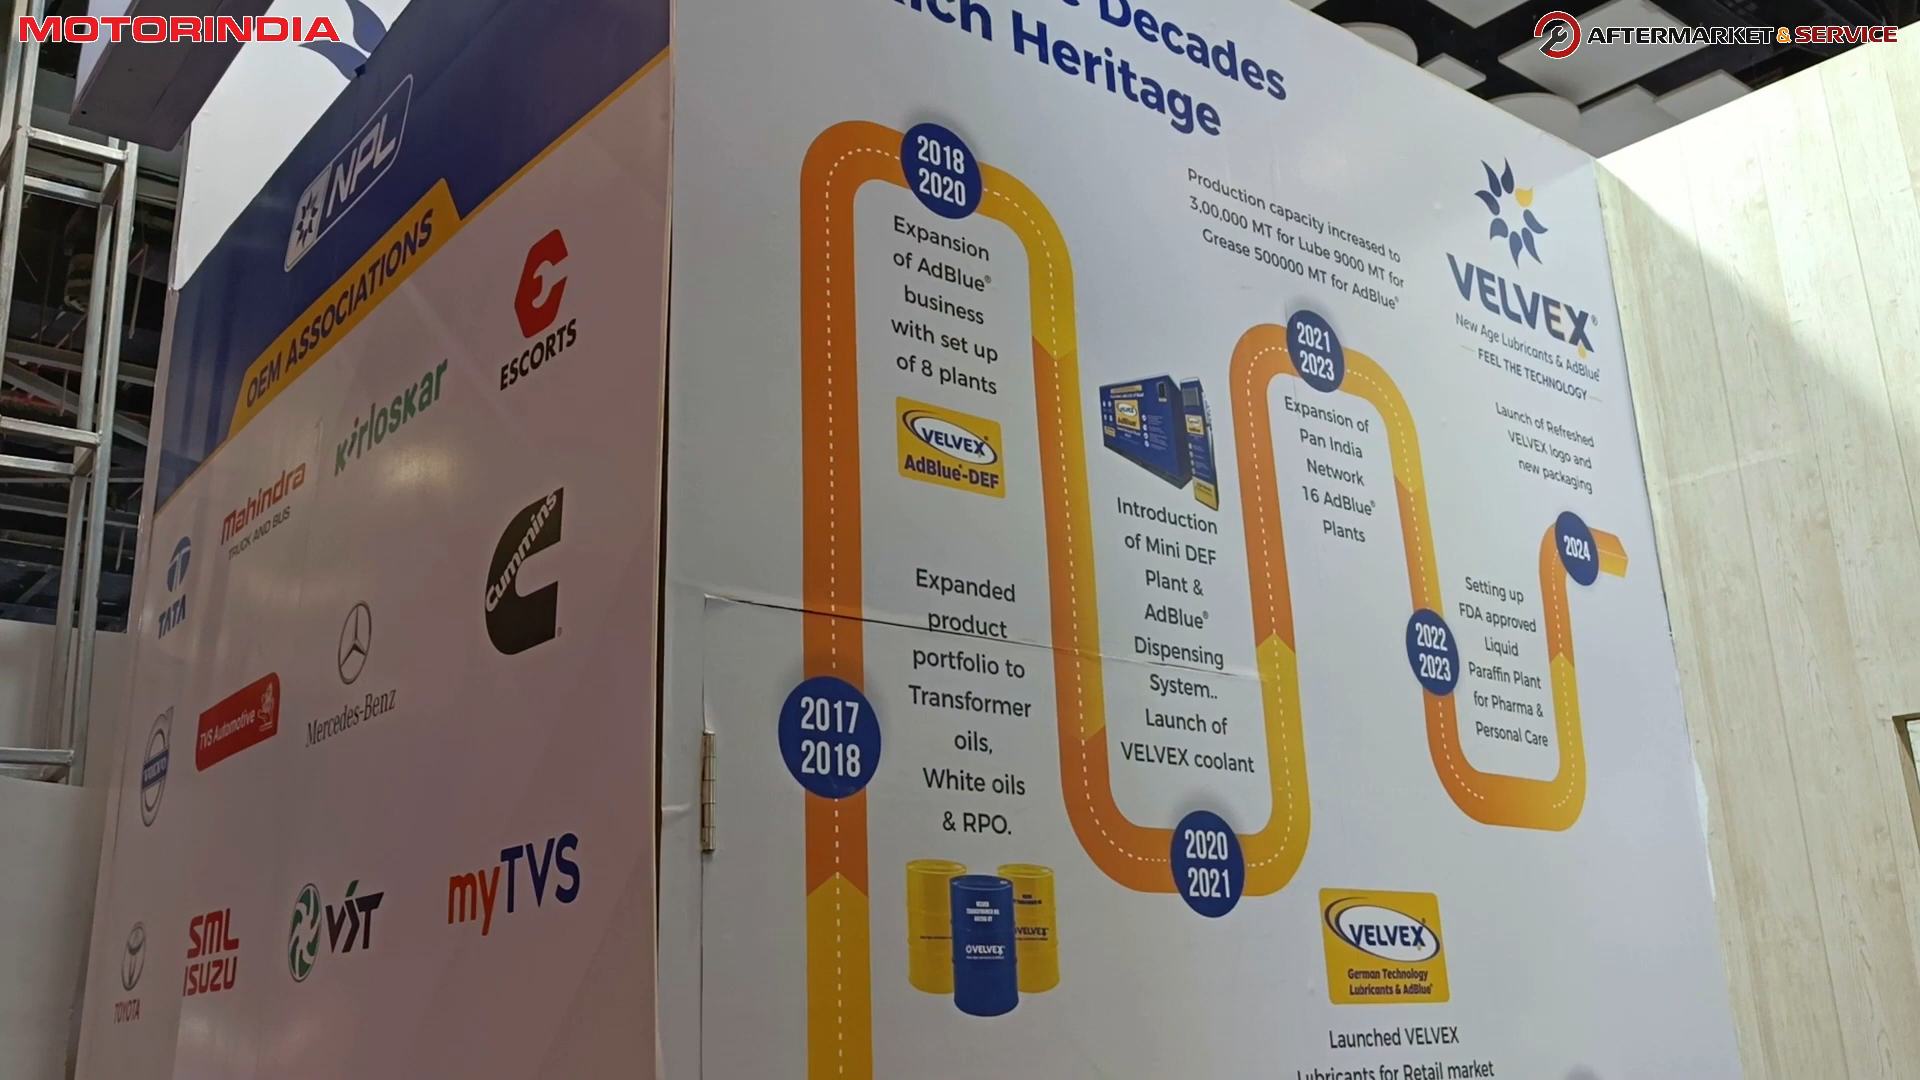 MOTORINDIA
AFTERMARKET & SERVICE
NPL
OEM ASSOCIATIONS
ESCORTS
kirloskar
Mahindra
TRUCK AND BUS
Cummins
TATA
Mercedes-Benz
TVS Automotive
VOLVO
myTVS
VST
SML
ISUZU
TOYOTA
Decades
ich Heritage
2018
2020
Expansion
of AdBlue®
business
with set up
of 8 plants
VELVEX
AdBlue®-DEF
2017
2018
Expanded
product
portfolio to
Transformer
oils,
White oils
& RPO.
VELVEX
VELVEX
Introduction
of Mini DEF
Plant &
AdBlue®
Dispensing
System..
Launch of
VELVEX coolant
2020
2021
Production capacity increased to
3,00,000 MT for Lube 9000 MT for
Grease 500000 MT for AdBlue®
2021
2023
Expansion of
Pan India
Network
16 AdBlue®
Plants
VELVEX®
New Age Lubricants & AdBlue®
FEEL THE TECHNOLOGY
Launch of Refreshed
VELVEX logo and
new packaging
2024
2022
2023
Setting up
FDA approved
Liquid
Paraffin Plant
for Pharma &
Personal Care
VELVEX
German Technology
Lubricants & AdBlue®
Launched VELVEX
Lubricants for Retail market